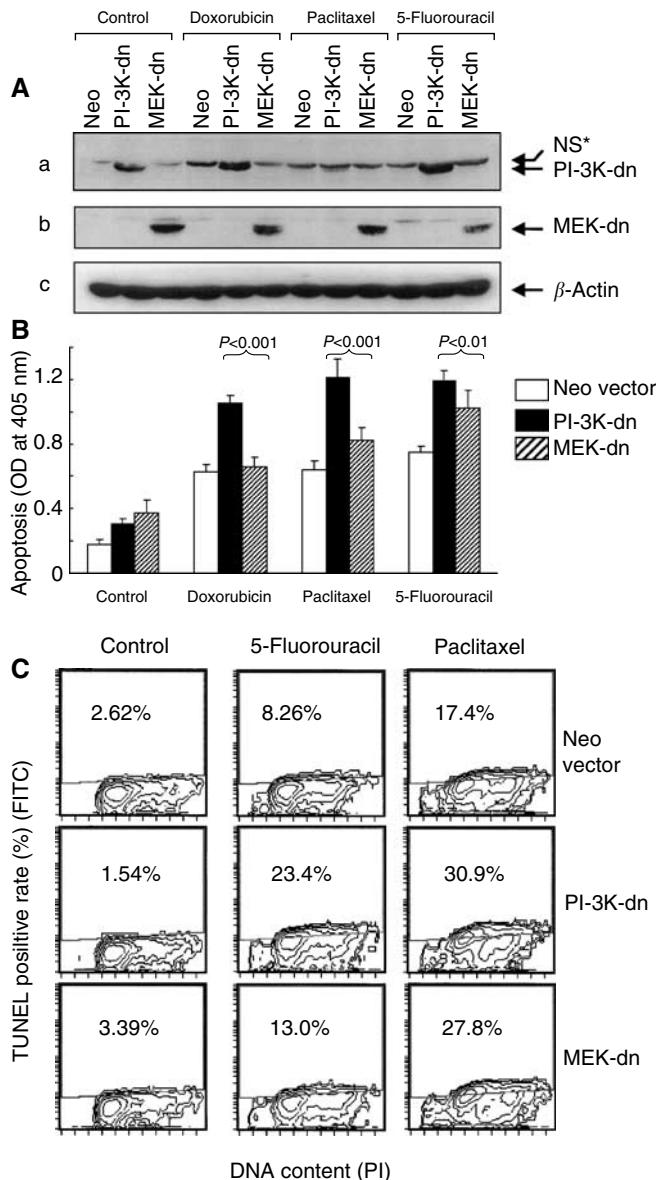 Control Doxorubicin Paclitaxel 5-Fluorouracil
A
Neo PI-3K-dn MEK-dn Neo PI-3K-dn MEK-dn Neo PI-3K-dn MEK-dn Neo PI-3K-dn MEK-dn
a
NS*
PI-3K-dn
b
MEK-dn
c
β-Actin
B
P<0.001 P<0.001 P<0.01
Apoptosis (OD at 405 nm)
1.2
0.8
0.4
0
Neo vector
PI-3K-dn
MEK-dn
Control Doxorubicin Paclitaxel 5-Fluorouracil
C
Control 5-Fluorouracil Paclitaxel
TUNEL posiltive rate (%) (FITC)
2.62% 8.26% 17.4%
Neo
vector
1.54% 23.4% 30.9%
PI-3K-dn
3.39% 13.0% 27.8%
MEK-dn
DNA content (PI)